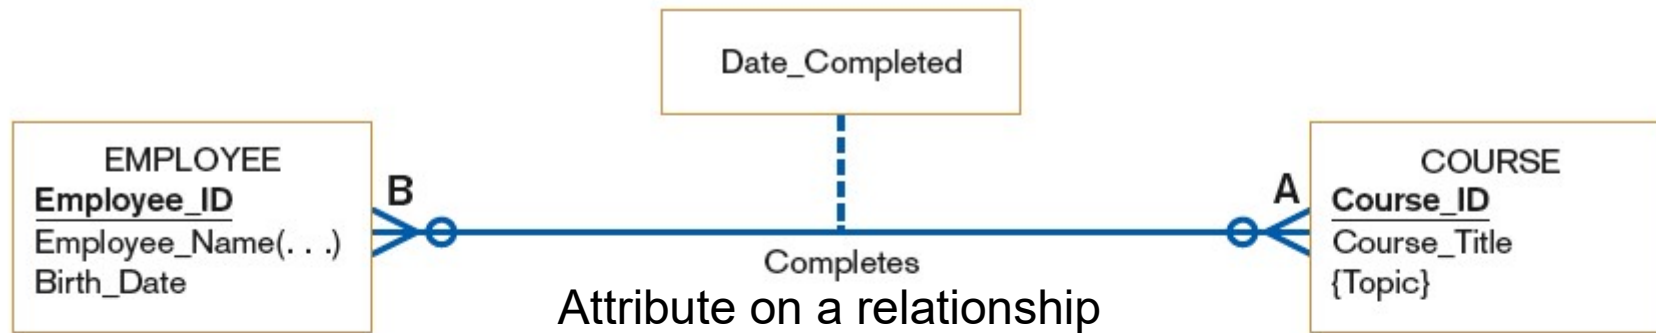 Date_Completed
EMPLOYEE
Employee_ID
Employee_Name(. . .)
Birth_Date
B
A
COURSE
Course_ID
Course_Title
{Topic}
Completes
Attribute on a relationship